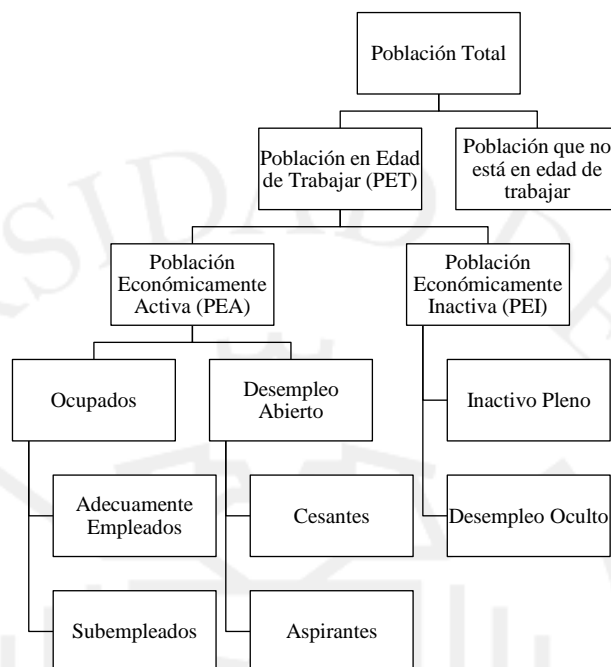 Población Total
Población en Edad
de Trabajar (PET)
Población que no
está en edad de
trabajar
Población
Económicamente
Activa (PEA)
Población
Económicamente
Inactiva (PEI)
Ocupados
Desempleo
Abierto
Inactivo Pleno
Adecuamente
Empleados
Cesantes
Desempleo Oculto
Subempleados
Aspirantes